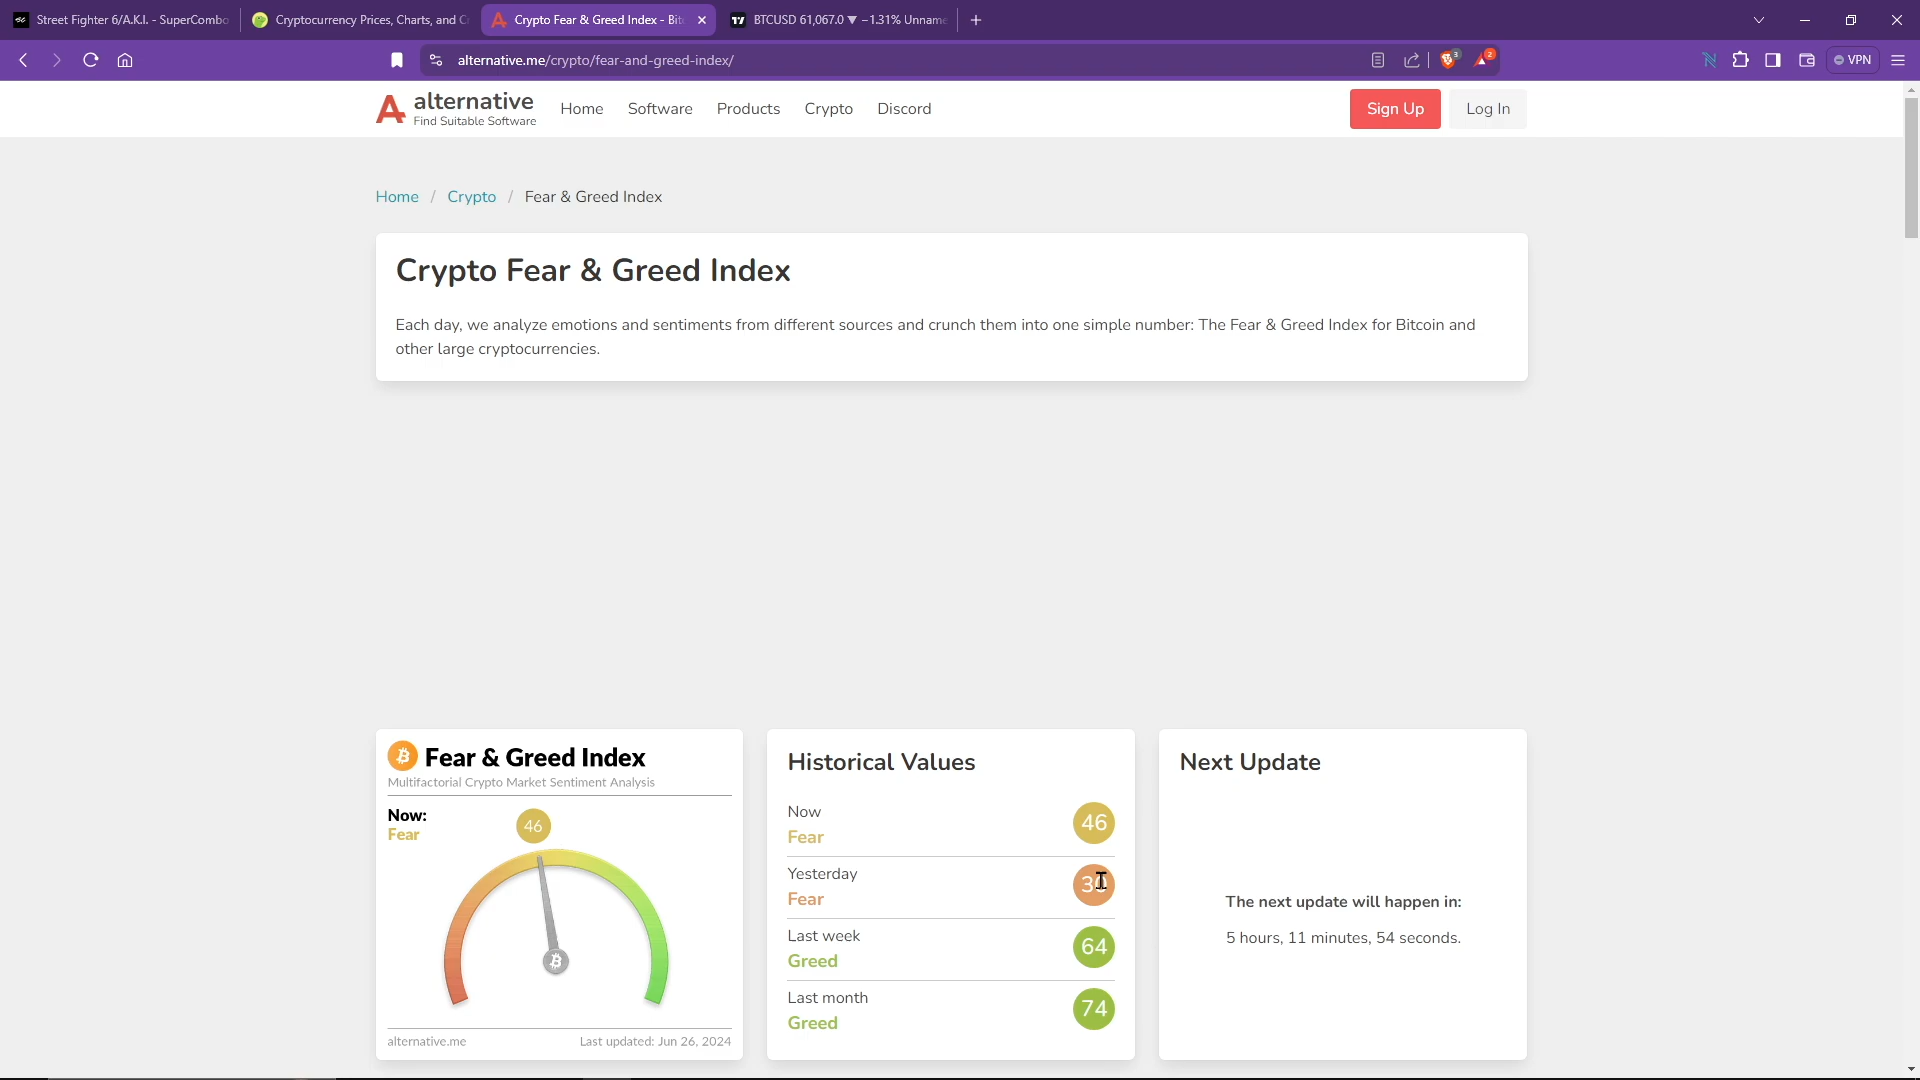 Street Fighter 6/A.K.I. - SuperCombo
Cryptocurrency Prices, Charts, and C
Crypto Fear & Greed Index - Bit
BTCUSD 61,067.0 ▼ −1.31% Unname
alternative.me/crypto/fear-and-greed-index/
3
2
VPN
alternative
Find Suitable Software
Home
Software
Products
Crypto
Discord
Sign Up
Log In
Home / Crypto / Fear & Greed Index
Crypto Fear & Greed Index
Each day, we analyze emotions and sentiments from different sources and crunch them into one simple number: The Fear & Greed Index for Bitcoin and
other large cryptocurrencies.
Fear & Greed Index
Multifactorial Crypto Market Sentiment Analysis
Now:
Fear
46
alternative.me
Last updated: Jun 26, 2024
Historical Values
Now
Fear
46
Yesterday
Fear
Last week
Greed
64
Last month
Greed
74
Next Update
The next update will happen in:
5 hours, 11 minutes, 54 seconds.